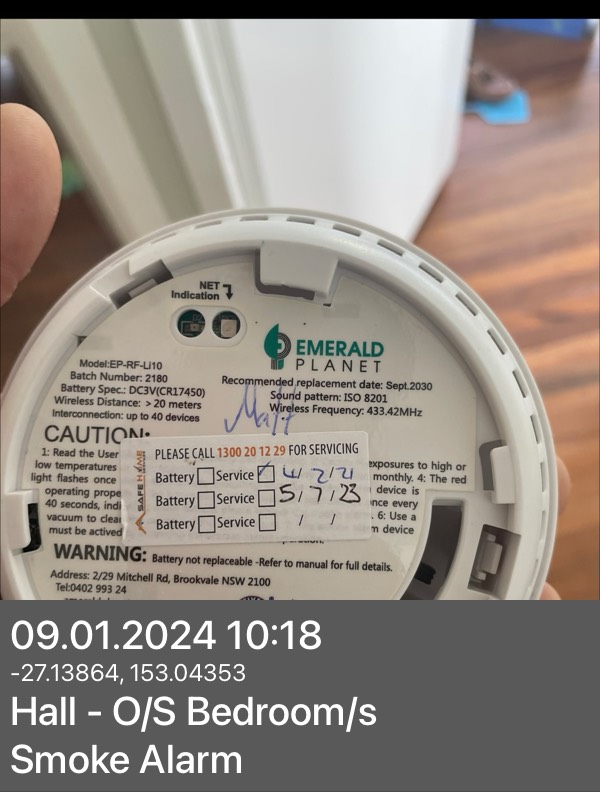 NET
Indication
EMERALD
PLANET
Model:EP-RF-Li10
Batch Number: 2180
Battery Spec.: DC3V(CR17450)
Wireless Distance: > 20 meters
Interconnection: up to 40 devices
Recommended replacement date: Sept.2030
Sound pattern: ISO 8201
Wireless Frequency: 433.42MHz
Matt
CAUTION:
1: Read the User
low temperatures
light flashes once
operating prope
40 seconds, indi
vacuum to clean
must be actived
exposures to high or
monthly. 4: The red
device is
nce every
. 6: Use a
m device
SAFE HOME
PLEASE CALL 1300 20 12 29 FOR SERVICING
Battery Service 4/2/21
Battery Service 5/7/23
Battery Service / /
WARNING: Battery not replaceable -Refer to manual for full details.
Address: 2/29 Mitchell Rd, Brookvale NSW 2100
Tel:0402 993 24
09.01.2024 10:18
-27.13864, 153.04353
Hall - O/S Bedroom/s
Smoke Alarm